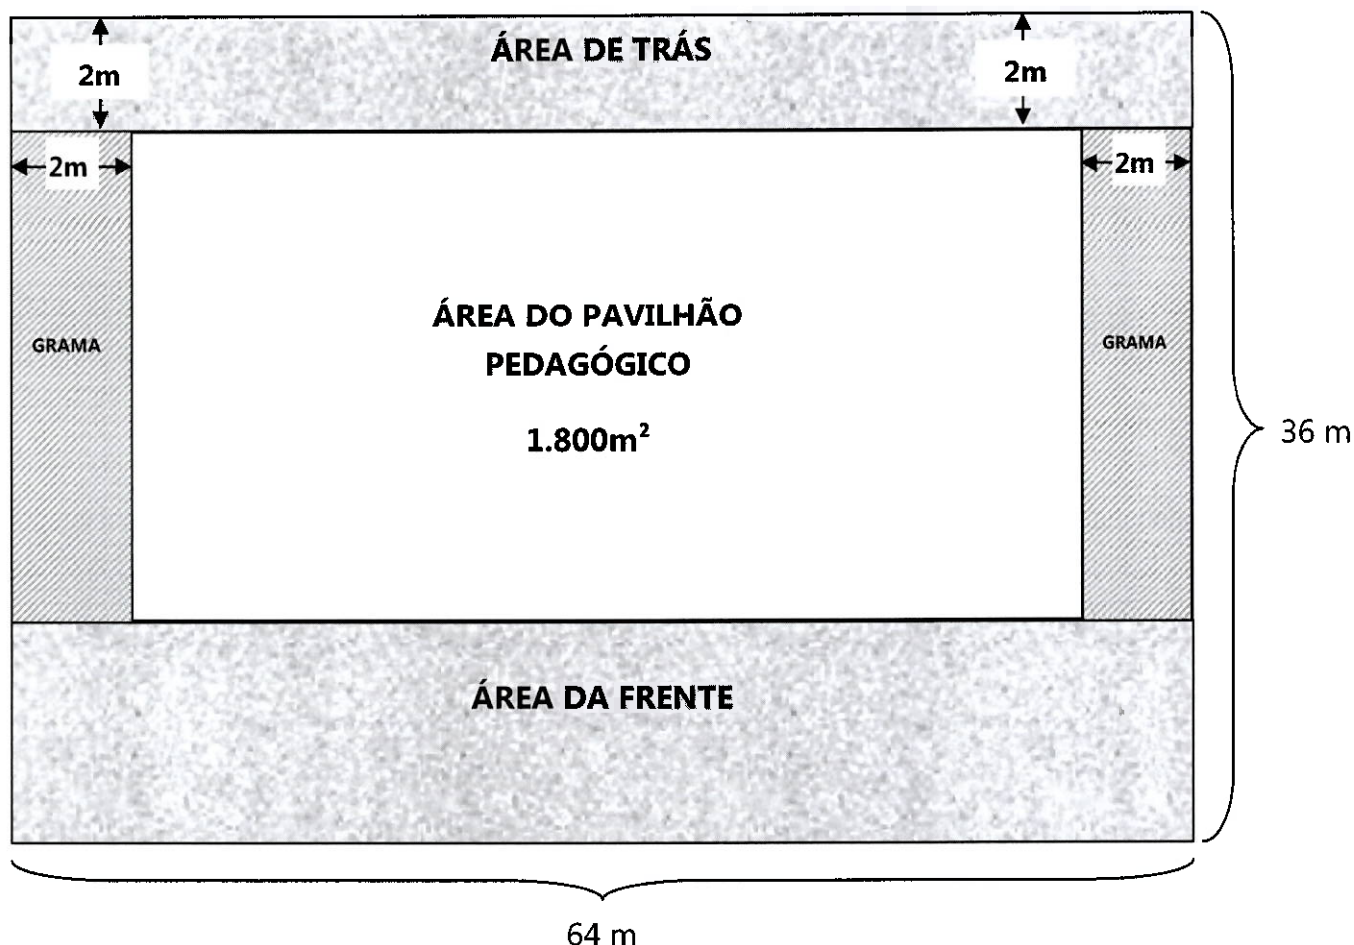 ÁREA DE TRÁS
2m
2m
2m
2m
ÁREA DO PAVILHÃO
PEDAGÓGICO
1.800m²
GRAMA
GRAMA
36 m
ÁREA DA FRENTE
64 m